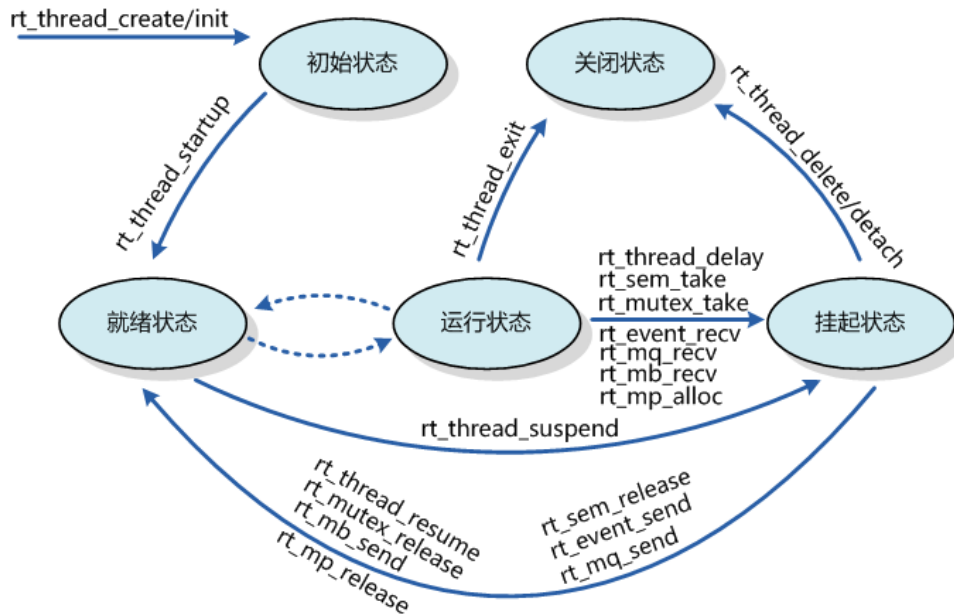 rt_thread_create/init
初始状态
关闭状态
rt_thread_startup
rt_thread_exit
rt_thread_delete/detach
就绪状态
运行状态
rt_thread_delay
rt_sem_take
rt_mutex_take
rt_event_recv
rt_mq_recv
rt_mb_recv
rt_mp_alloc
挂起状态
rt_thread_suspend
rt_thread_resume
rt_mutex_release
rt_mb_send
rt_mp_release
rt_sem_release
rt_event_send
rt_mq_send